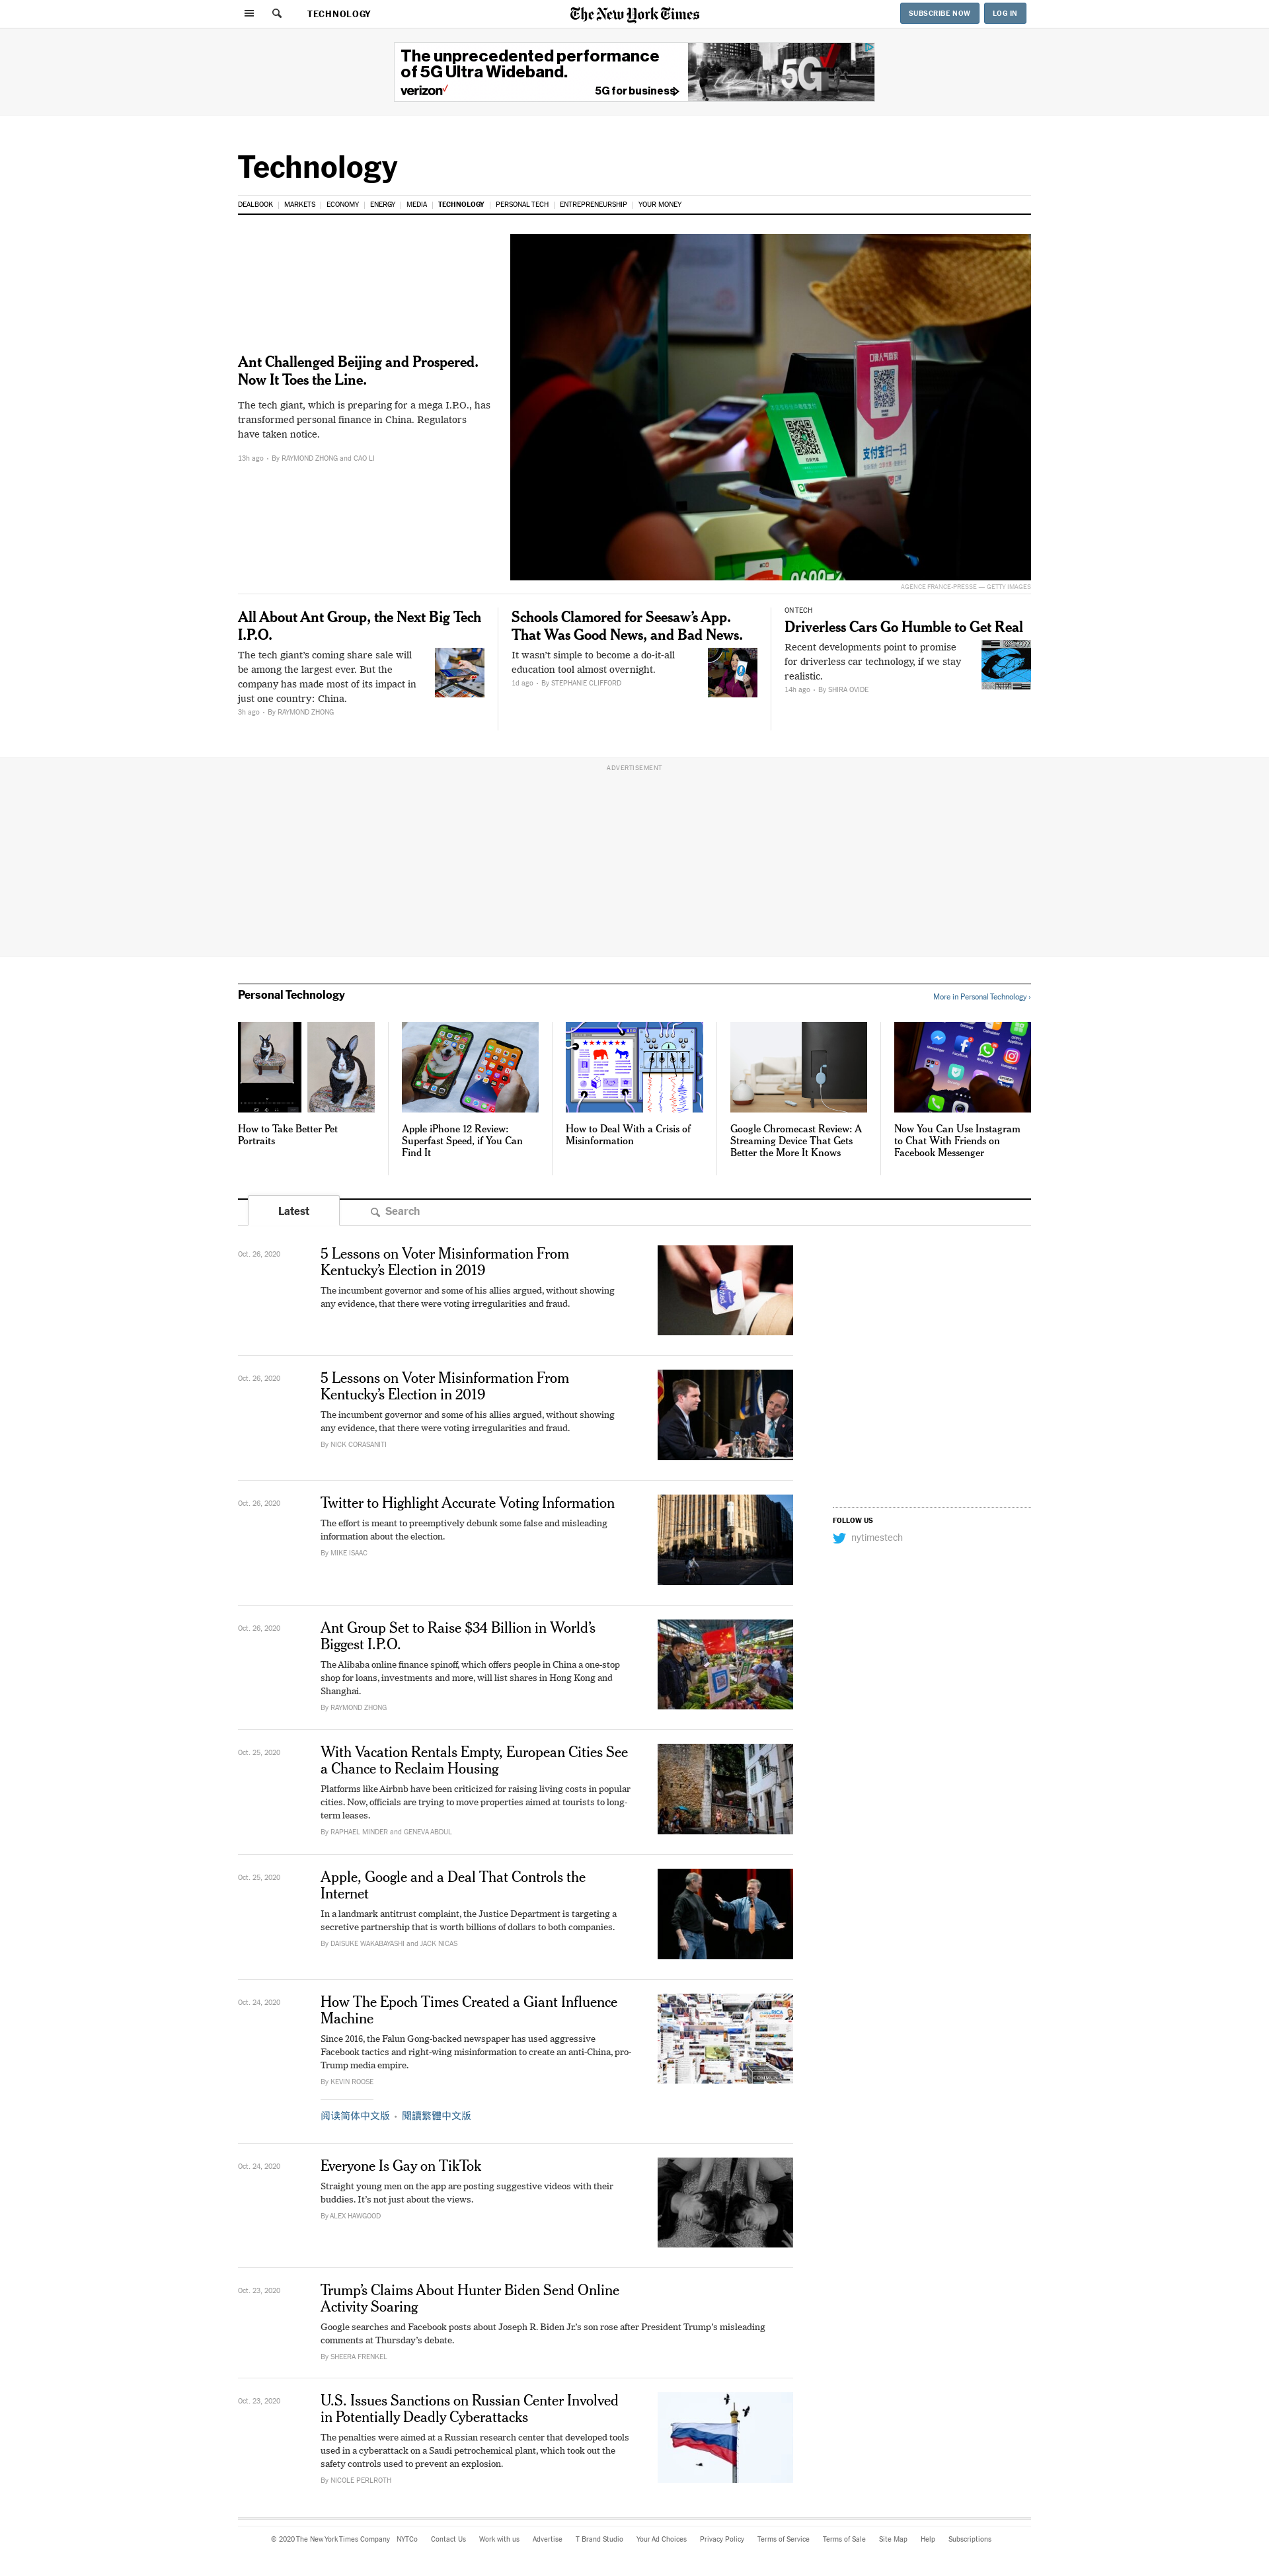 TECHNOLOGY
The New York Times
SUBSCRIBE NOW
LOG IN
The unprecedented performance
of 5G Ultra Wideband.
verizon
5G for business
5G
Technology
DEALBOOK
MARKETS
ECONOMY
ENERGY
MEDIA
TECHNOLOGY
PERSONAL TECH
ENTREPRENEURSHIP
YOUR MONEY
Ant Challenged Beijing and Prospered.
Now It Toes the Line.
The tech giant, which is preparing for a mega I.P.O., has
transformed personal finance in China. Regulators
have taken notice.
13h ago • By RAYMOND ZHONG and CAO LI
支付宝
扫一扫
AGENCE FRANCE-PRESSE — GETTY IMAGES
All About Ant Group, the Next Big Tech
I.P.O.
The tech giant’s coming share sale will
be among the largest ever. But the
company has made most of its impact in
just one country: China.
3h ago • By RAYMOND ZHONG
Schools Clamored for Seesaw’s App.
That Was Good News, and Bad News.
It wasn’t simple to become a do-it-all
education tool almost overnight.
1d ago • By STEPHANIE CLIFFORD
ON TECH
Driverless Cars Go Humble to Get Real
Recent developments point to promise
for driverless car technology, if we stay
realistic.
14h ago • By SHIRA OVIDE
ADVERTISEMENT
Personal Technology
More in Personal Technology ›
How to Take Better Pet
Portraits
Apple iPhone 12 Review:
Superfast Speed, if You Can
Find It
How to Deal With a Crisis of
Misinformation
Google Chromecast Review: A
Streaming Device That Gets
Better the More It Knows
Now You Can Use Instagram
to Chat With Friends on
Facebook Messenger
Latest
Search
Oct. 26, 2020
5 Lessons on Voter Misinformation From
Kentucky’s Election in 2019
The incumbent governor and some of his allies argued, without showing
any evidence, that there were voting irregularities and fraud.
Oct. 26, 2020
5 Lessons on Voter Misinformation From
Kentucky’s Election in 2019
The incumbent governor and some of his allies argued, without showing
any evidence, that there were voting irregularities and fraud.
By NICK CORASANITI
Oct. 26, 2020
Twitter to Highlight Accurate Voting Information
The effort is meant to preemptively debunk some false and misleading
information about the election.
By MIKE ISAAC
FOLLOW US
nytimestech
Oct. 26, 2020
Ant Group Set to Raise $34 Billion in World’s
Biggest I.P.O.
The Alibaba online finance spinoff, which offers people in China a one-stop
shop for loans, investments and more, will list shares in Hong Kong and
Shanghai.
By RAYMOND ZHONG
Oct. 25, 2020
With Vacation Rentals Empty, European Cities See
a Chance to Reclaim Housing
Platforms like Airbnb have been criticized for raising living costs in popular
cities. Now, officials are trying to move properties aimed at tourists to long-
term leases.
By RAPHAEL MINDER and GENEVA ABDUL
Oct. 25, 2020
Apple, Google and a Deal That Controls the
Internet
In a landmark antitrust complaint, the Justice Department is targeting a
secretive partnership that is worth billions of dollars to both companies.
By DAISUKE WAKABAYASHI and JACK NICAS
Oct. 24, 2020
How The Epoch Times Created a Giant Influence
Machine
Since 2016, the Falun Gong-backed newspaper has used aggressive
Facebook tactics and right-wing misinformation to create an anti-China, pro-
Trump media empire.
By KEVIN ROOSE
阅读简体中文版 • 閱讀繁體中文版
Oct. 24, 2020
Everyone Is Gay on TikTok
Straight young men on the app are posting suggestive videos with their
buddies. It’s not just about the views.
By ALEX HAWGOOD
Oct. 23, 2020
Trump’s Claims About Hunter Biden Send Online
Activity Soaring
Google searches and Facebook posts about Joseph R. Biden Jr.’s son rose after President Trump’s misleading
comments at Thursday’s debate.
By SHEERA FRENKEL
Oct. 23, 2020
U.S. Issues Sanctions on Russian Center Involved
in Potentially Deadly Cyberattacks
The penalties were aimed at a Russian research center that developed tools
used in a cyberattack on a Saudi petrochemical plant, which took out the
safety controls used to prevent an explosion.
By NICOLE PERLROTH
© 2020 The New York Times Company
NYTCo
Contact Us
Work with us
Advertise
T Brand Studio
Your Ad Choices
Privacy Policy
Terms of Service
Terms of Sale
Site Map
Help
Subscriptions